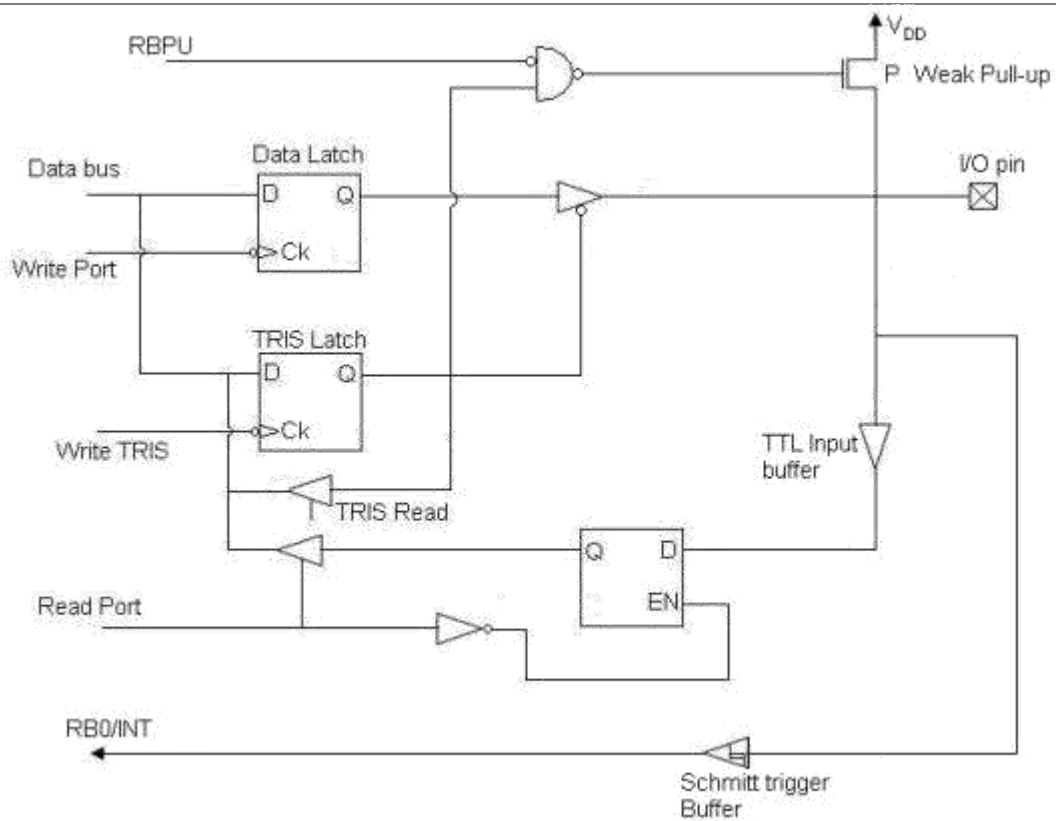 RBPU
VDD
P Weak Pull-up
Data bus
Data Latch
D Q
Ck
I/O pin
Write Port
TRIS Latch
D Q
Ck
Write TRIS
TTL Input
buffer
TRIS Read
Q D
EN
Read Port
RB0/INT
Schmitt trigger
Buffer